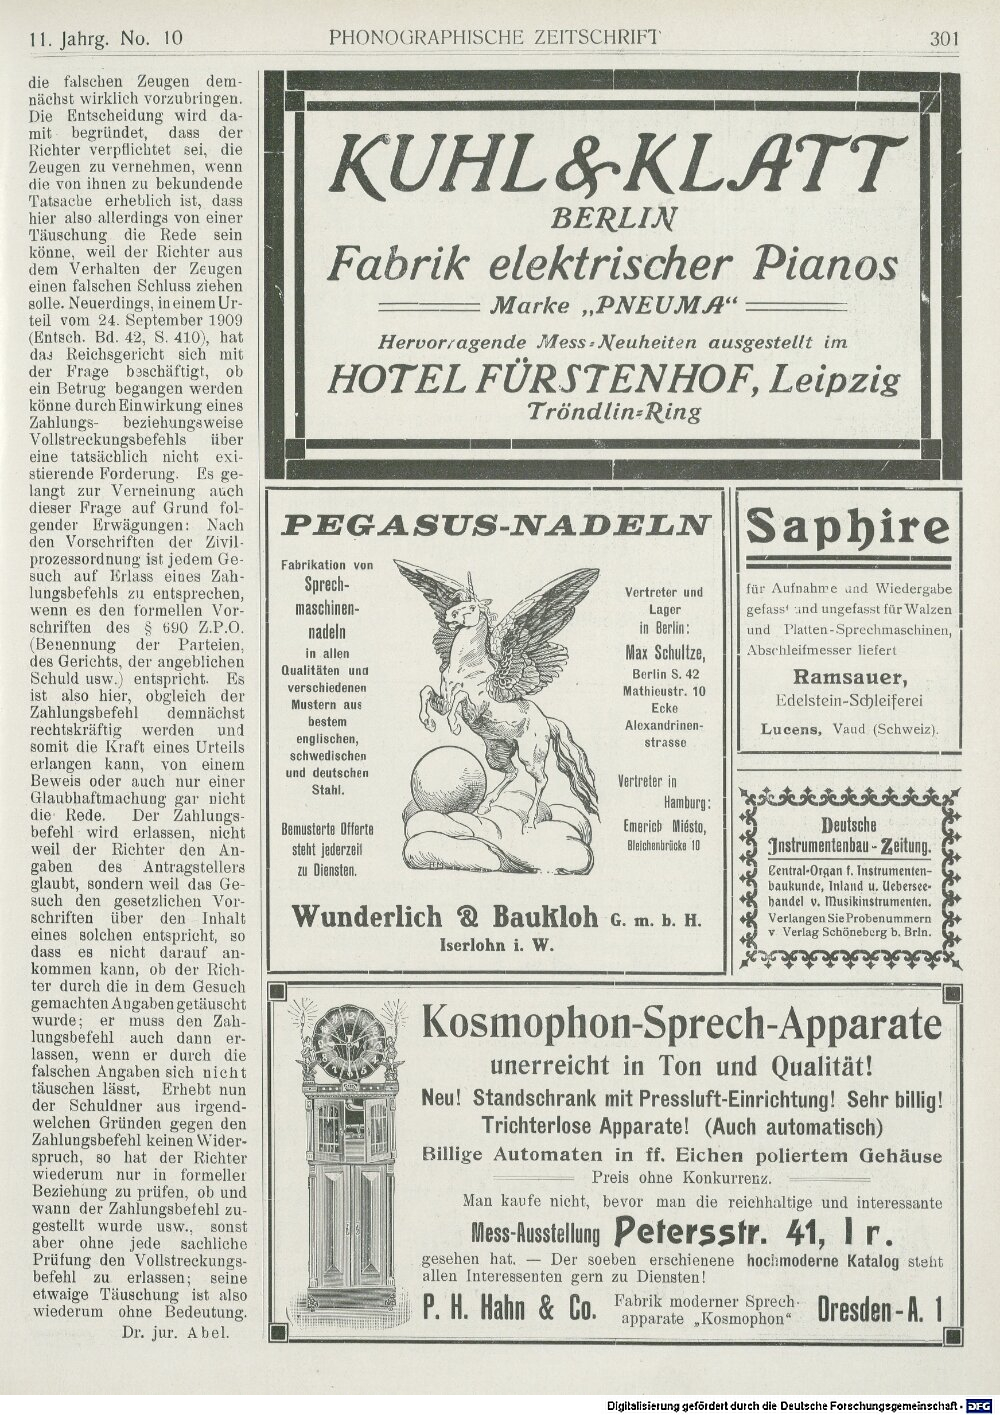 11. Jahrg. No. 10
PHONOGRAPHISCHE ZEITSCHRIFT
301
die falschen Zeugen dem-
nächst wirklich vorzubringen.
Die Entscheidung wird da-
mit begründet, dass der
Richter verpflichtet sei, die
Zeugen zu vernehmen, wenn
die von ihnen zu bekundende
Tatsache erheblich ist, dass
hier also allerdings von einer
Täuschung die Rede sein
könne, weil der Richter aus
dem Verhalten der Zeugen
einen falschen Schluss ziehen
solle. Neuerdings, in einem Ur-
teil vom 24. September 1909
(Entsch. Bd. 42, S. 410), hat
das Reichsgericht sich mit
der Frage beschäftigt, ob
ein Betrug begangen werden
könne durch Einwirkung eines
Zahlungs- beziehungsweise
Vollstreckungsbefehls über
eine tatsächlich nicht exi-
stierende Forderung. Es ge-
langt zur Verneinung auch
dieser Frage auf Grund fol-
gender Erwägungen: Nach
den Vorschriften der Zivil-
prozessordnung ist jedem Ge-
such auf Erlass eines Zah-
lungsbefehls zu entsprechen,
wenn es den formellen Vor-
schriften des § 690 Z.P.O.
(Benennung der Parteien,
des Gerichts, der angeblichen
Schuld usw.) entspricht. Es
ist also hier, obgleich der
Zahlungsbefehl demnächst
rechtskräftig werden und
somit die Kraft eines Urteils
erlangen kann, von einem
Beweis oder auch nur einer
Glaubhaftmachung gar nicht
die Rede. Der Zahlungs-
befehl wird erlassen, nicht
weil der Richter den An-
gaben des Antragstellers
glaubt, sondern weil das Ge-
such den gesetzlichen Vor-
schriften über den Inhalt
eines solchen entspricht, so
dass es nicht darauf an-
kommen kann, ob der Rich-
ter durch die in dem Gesuch
gemachten Angaben getäuscht
wurde; er muss den Zah-
lungsbefehl auch dann er-
lassen, wenn er durch die
falschen Angaben sich nicht
täuschen lässt, Erhebt nun
der Schuldner aus irgend-
welchen Gründen gegen den
Zahlungsbefehl keinen Wider-
spruch, so hat der Richter
wiederum nur in formeller
Beziehung zu prüfen, ob und
wann der Zahlungsbefehl zu-
gestellt wurde usw., sonst
aber ohne jede sachliche
Prüfung den Vollstreckungs-
befehl zu erlassen; seine
etwaige Täuschung ist also
wiederum ohne Bedeutung.
Dr. jur. Abel.
KUHL & KLATT
BERLIN
Fabrik elektrischer Pianos
Marke „PNEUMA“
Hervorragende Mess-Neuheiten ausgestellt im
HOTEL FÜRSTENHOF, Leipzig
Tröndlin-Ring
PEGASUS-NADELN
Fabrikation von
Sprech-
maschinen-
nadeln
in allen
Qualitäten und
verschiedenen
Mustern aus
bestem
englischen,
schwedischen
und deutschen
Stahl.
Bemusterte Offerte
steht jederzeit
zu Diensten.
Vertreter und
Lager
in Berlin:
Max Schultze,
Berlin S. 42
Mathieustr. 10
Ecke
Alexandrinen-
strasse
Vertreter in
Hamburg:
Emerich Miésto,
Bleichenbrücke 10
Wunderlich & Baukloh G. m. b. H.
Iserlohn i. W.
Saphire
für Aufnahme und Wiedergabe
gefasst und ungefasst für Walzen
und Platten-Sprechmaschinen,
Abschleifmesser liefert
Ramsauer,
Edelstein-Schleiferei
Lucens, Vaud (Schweiz).
Deutsche
Instrumentenbau-Zeitung.
Central-Organ f. Instrumenten-
baukunde, Inland u. Uebersee-
handel v. Musikinstrumenten.
Verlangen Sie Probenummern
v Verlag Schöneberg b. Brln.
Kosmophon-Sprech-Apparate
unerreicht in Ton und Qualität!
Neu! Standschrank mit Pressluft-Einrichtung! Sehr billig!
Trichterlose Apparate! (Auch automatisch)
Billige Automaten in ff. Eichen poliertem Gehäuse
Preis ohne Konkurrenz.
Man kaufe nicht, bevor man die reichhaltige und interessante
Mess-Ausstellung Petersstr. 41, I r.
gesehen hat. — Der soeben erschienene hochmoderne Katalog steht
allen Interessenten gern zu Diensten!
P. H. Hahn & Co. Fabrik moderner Sprech-
apparate „Kosmophon“ Dresden-A. 1
Digitalisierung gefördert durch die Deutsche Forschungsgemeinschaft - DFG